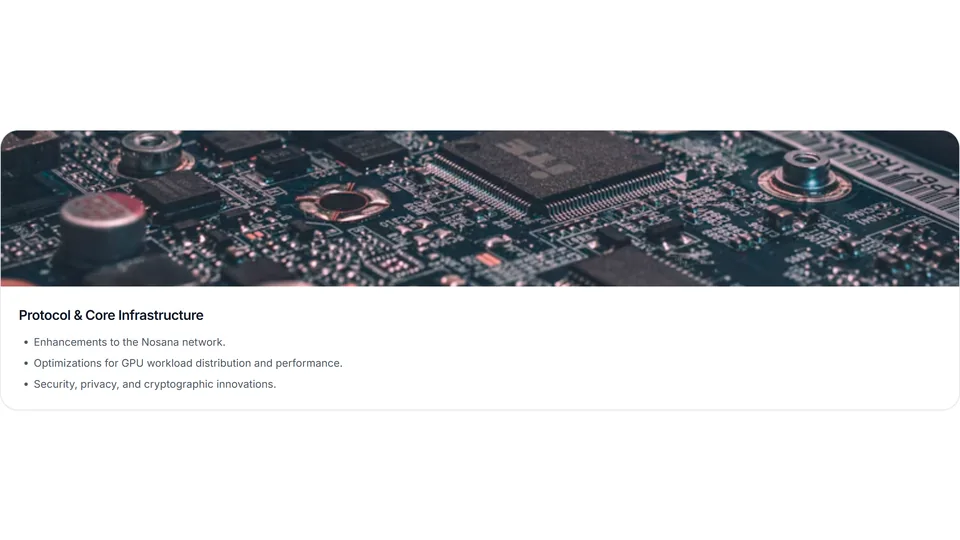 Protocol & Core Infrastructure
• Enhancements to the Nosana network.
• Optimizations for GPU workload distribution and performance.
• Security, privacy, and cryptographic innovations.